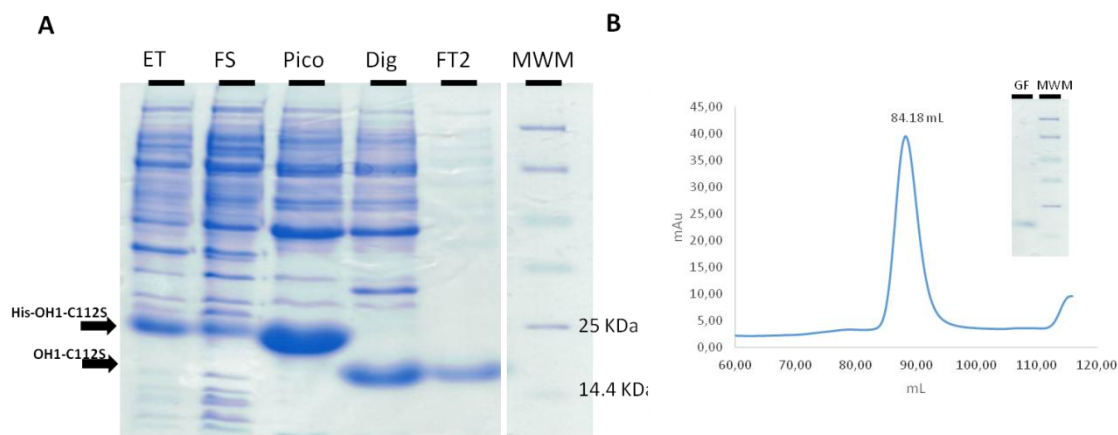 A
ET FS Pico Dig FT2 MWM
His-OH1-C112S
OH1-C112S
25 KDa
14.4 KDa
B
GF MWM
84.18 mL
45,00
40,00
35,00
30,00
25,00
20,00
15,00
10,00
5,00
0,00
mAu
60,00 70,00 80,00 90,00 100,00 110,00 120,00
mL